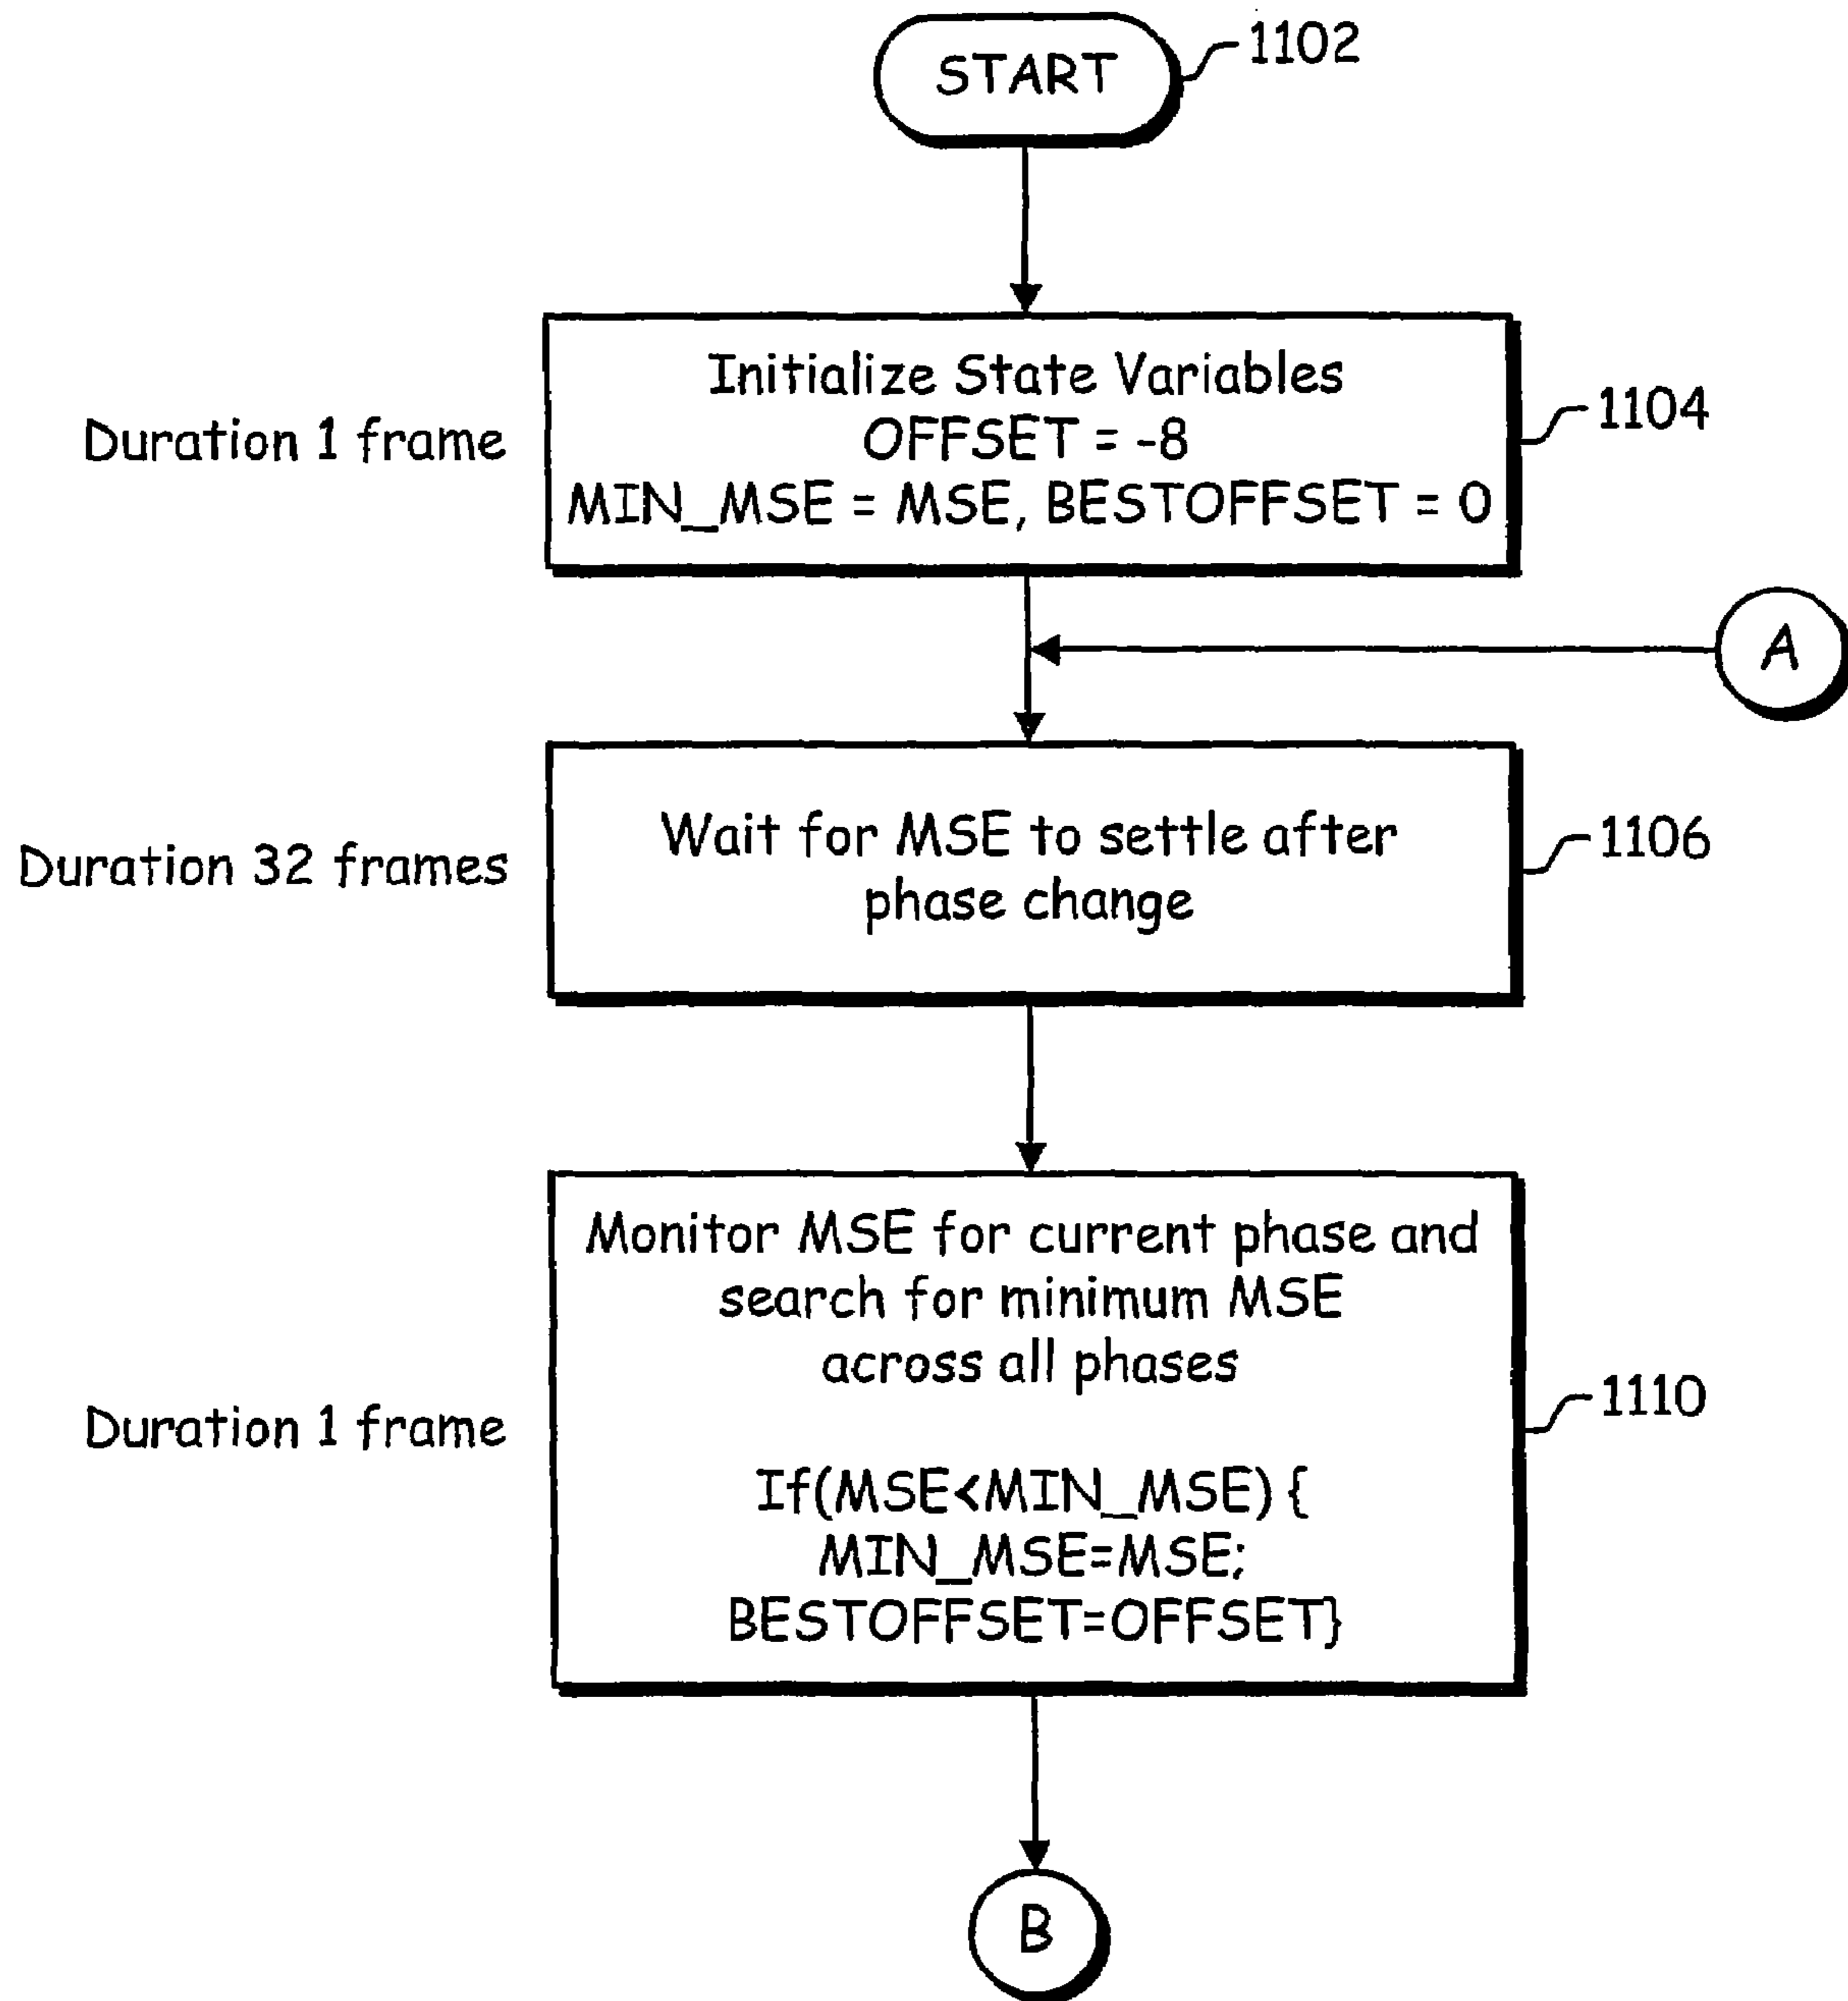 START
1102
Initialize State Variables
OFFSET = -8
MIN_MSE = MSE, BESTOFFSET = 0
Duration 1 frame
1104
A
Wait for MSE to settle after
phase change
Duration 32 frames
1106
Monitor MSE for current phase and
search for minimum MSE
across all phases
If(MSE<MIN_MSE) {
MIN_MSE=MSE;
BESTOFFSET=OFFSET}
Duration 1 frame
1110
B